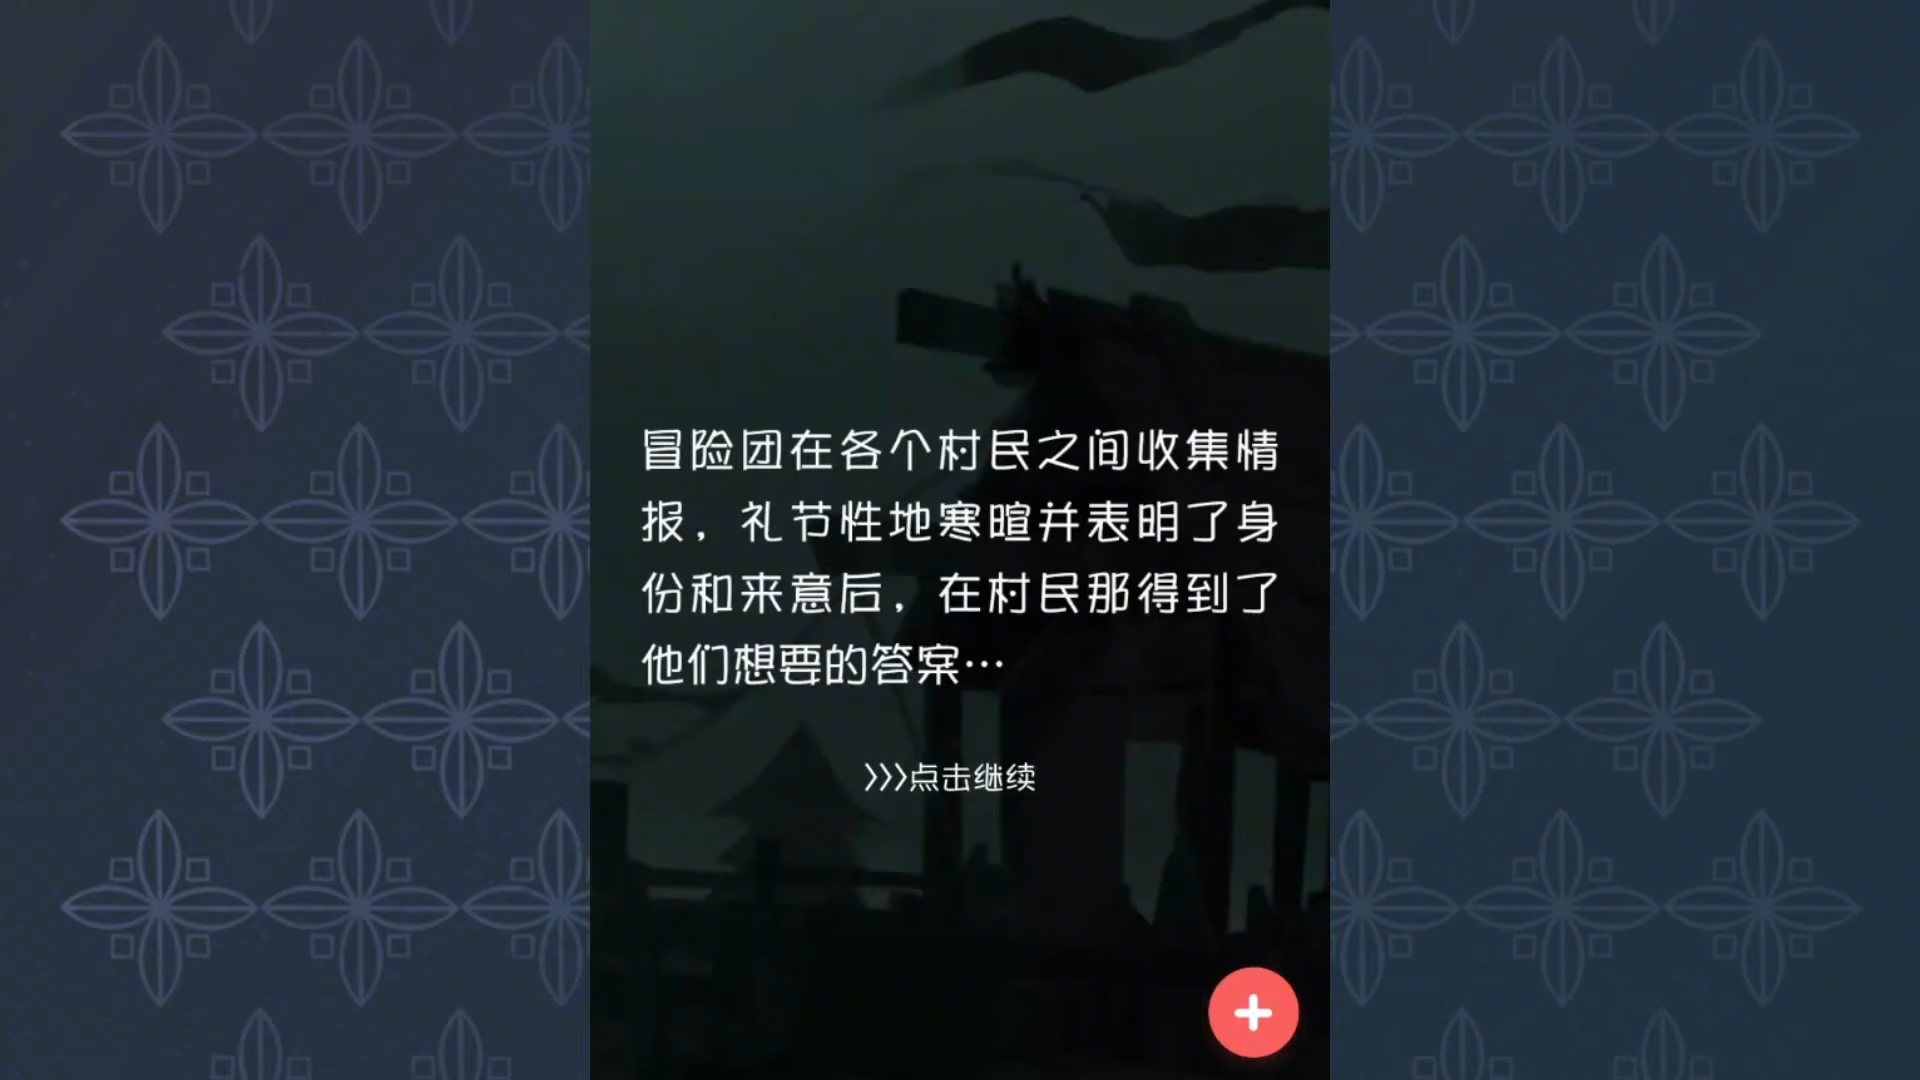 冒险团在各个村民之间收集情
报，礼节性地寒暄并表明了身
份和来意后，在村民那得到了
他们想要的答案…
>>>点击继续